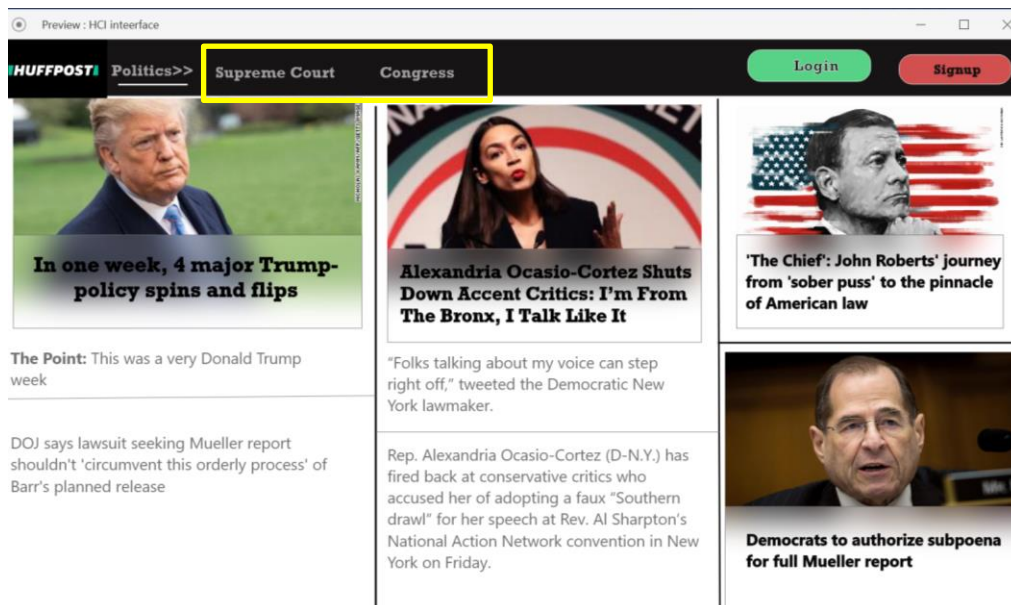 Preview : HCI inteerface
HUFFPOST
Politics>>
Supreme Court
Congress
Login
Signup
In one week, 4 major Trump-
policy spins and flips
The Point: This was a very Donald Trump
week
DOJ says lawsuit seeking Mueller report
shouldn't 'circumvent this orderly process' of
Barr's planned release
Alexandria Ocasio-Cortez Shuts
Down Accent Critics: I'm From
The Bronx, I Talk Like It
“Folks talking about my voice can step
right off,” tweeted the Democratic New
York lawmaker.
Rep. Alexandria Ocasio-Cortez (D-N.Y.) has
fired back at conservative critics who
accused her of adopting a faux “Southern
drawl” for her speech at Rev. Al Sharpton’s
National Action Network convention in New
York on Friday.
'The Chief': John Roberts' journey
from 'sober puss' to the pinnacle
of American law
Democrats to authorize subpoena
for full Mueller report